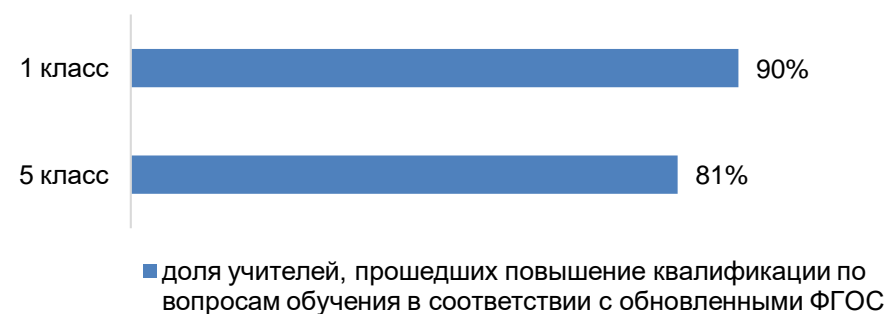 1 класс
90%
5 класс
81%
доля учителей, прошедших повышение квалификации по
вопросам обучения в соответствии с обновленными ФГОС